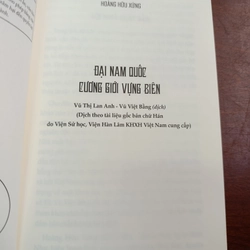 HOÀNG HỮU XỨNG
ĐẠI NAM QUỐC
CƯƠNG GIỚI VỰNG BIÊN
Vũ Thị Lan Anh - Vũ Việt Bằng (dịch)
(Dịch theo tài liệu gốc bản chữ Hán
do Viện Sử học, Viện Hàn Lâm KHXH Việt Nam cung cấp)